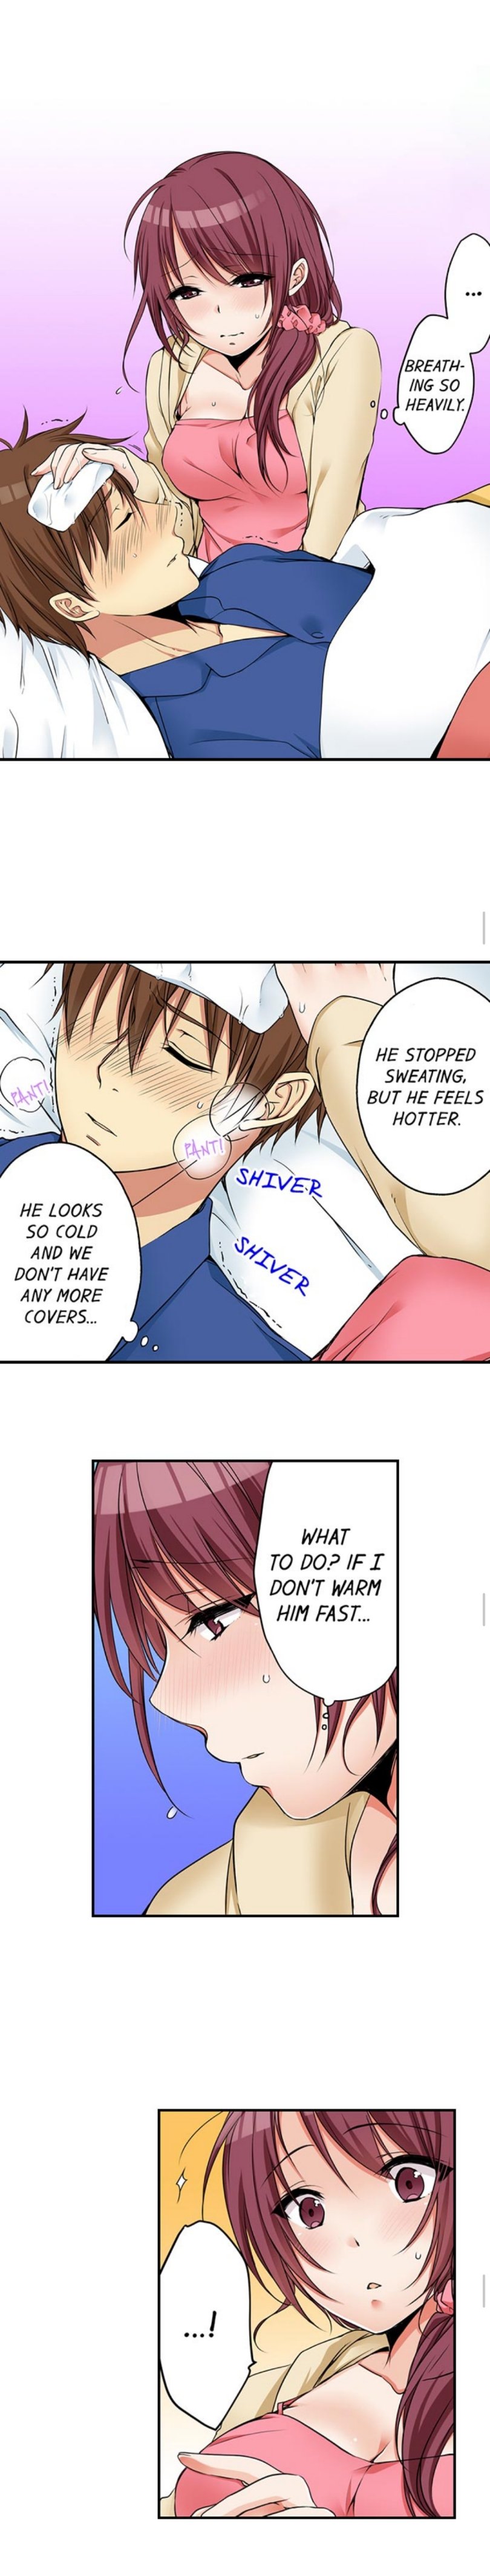 ...
BREATH-
ING SO
HEAVILY.
HE STOPPED
SWEATING,
BUT HE FEELS
HOTTER.
PANT!
PANT!
SHIVER
SHIVER
HE LOOKS
SO COLD
AND WE
DON'T HAVE
ANY MORE
COVERS...
WHAT
TO DO? IF I
DON'T WARM
HIM FAST...
...!